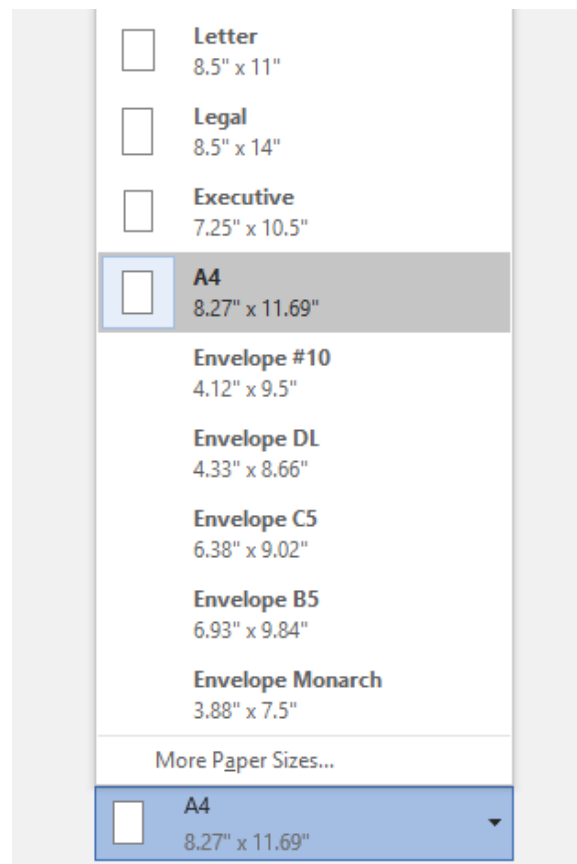 Letter
8.5" x 11"
Legal
8.5" x 14"
Executive
7.25" x 10.5"
A4
8.27" x 11.69"
Envelope #10
4.12" x 9.5"
Envelope DL
4.33" x 8.66"
Envelope C5
6.38" x 9.02"
Envelope B5
6.93" x 9.84"
Envelope Monarch
3.88" x 7.5"
More Paper Sizes...
A4
8.27" x 11.69"